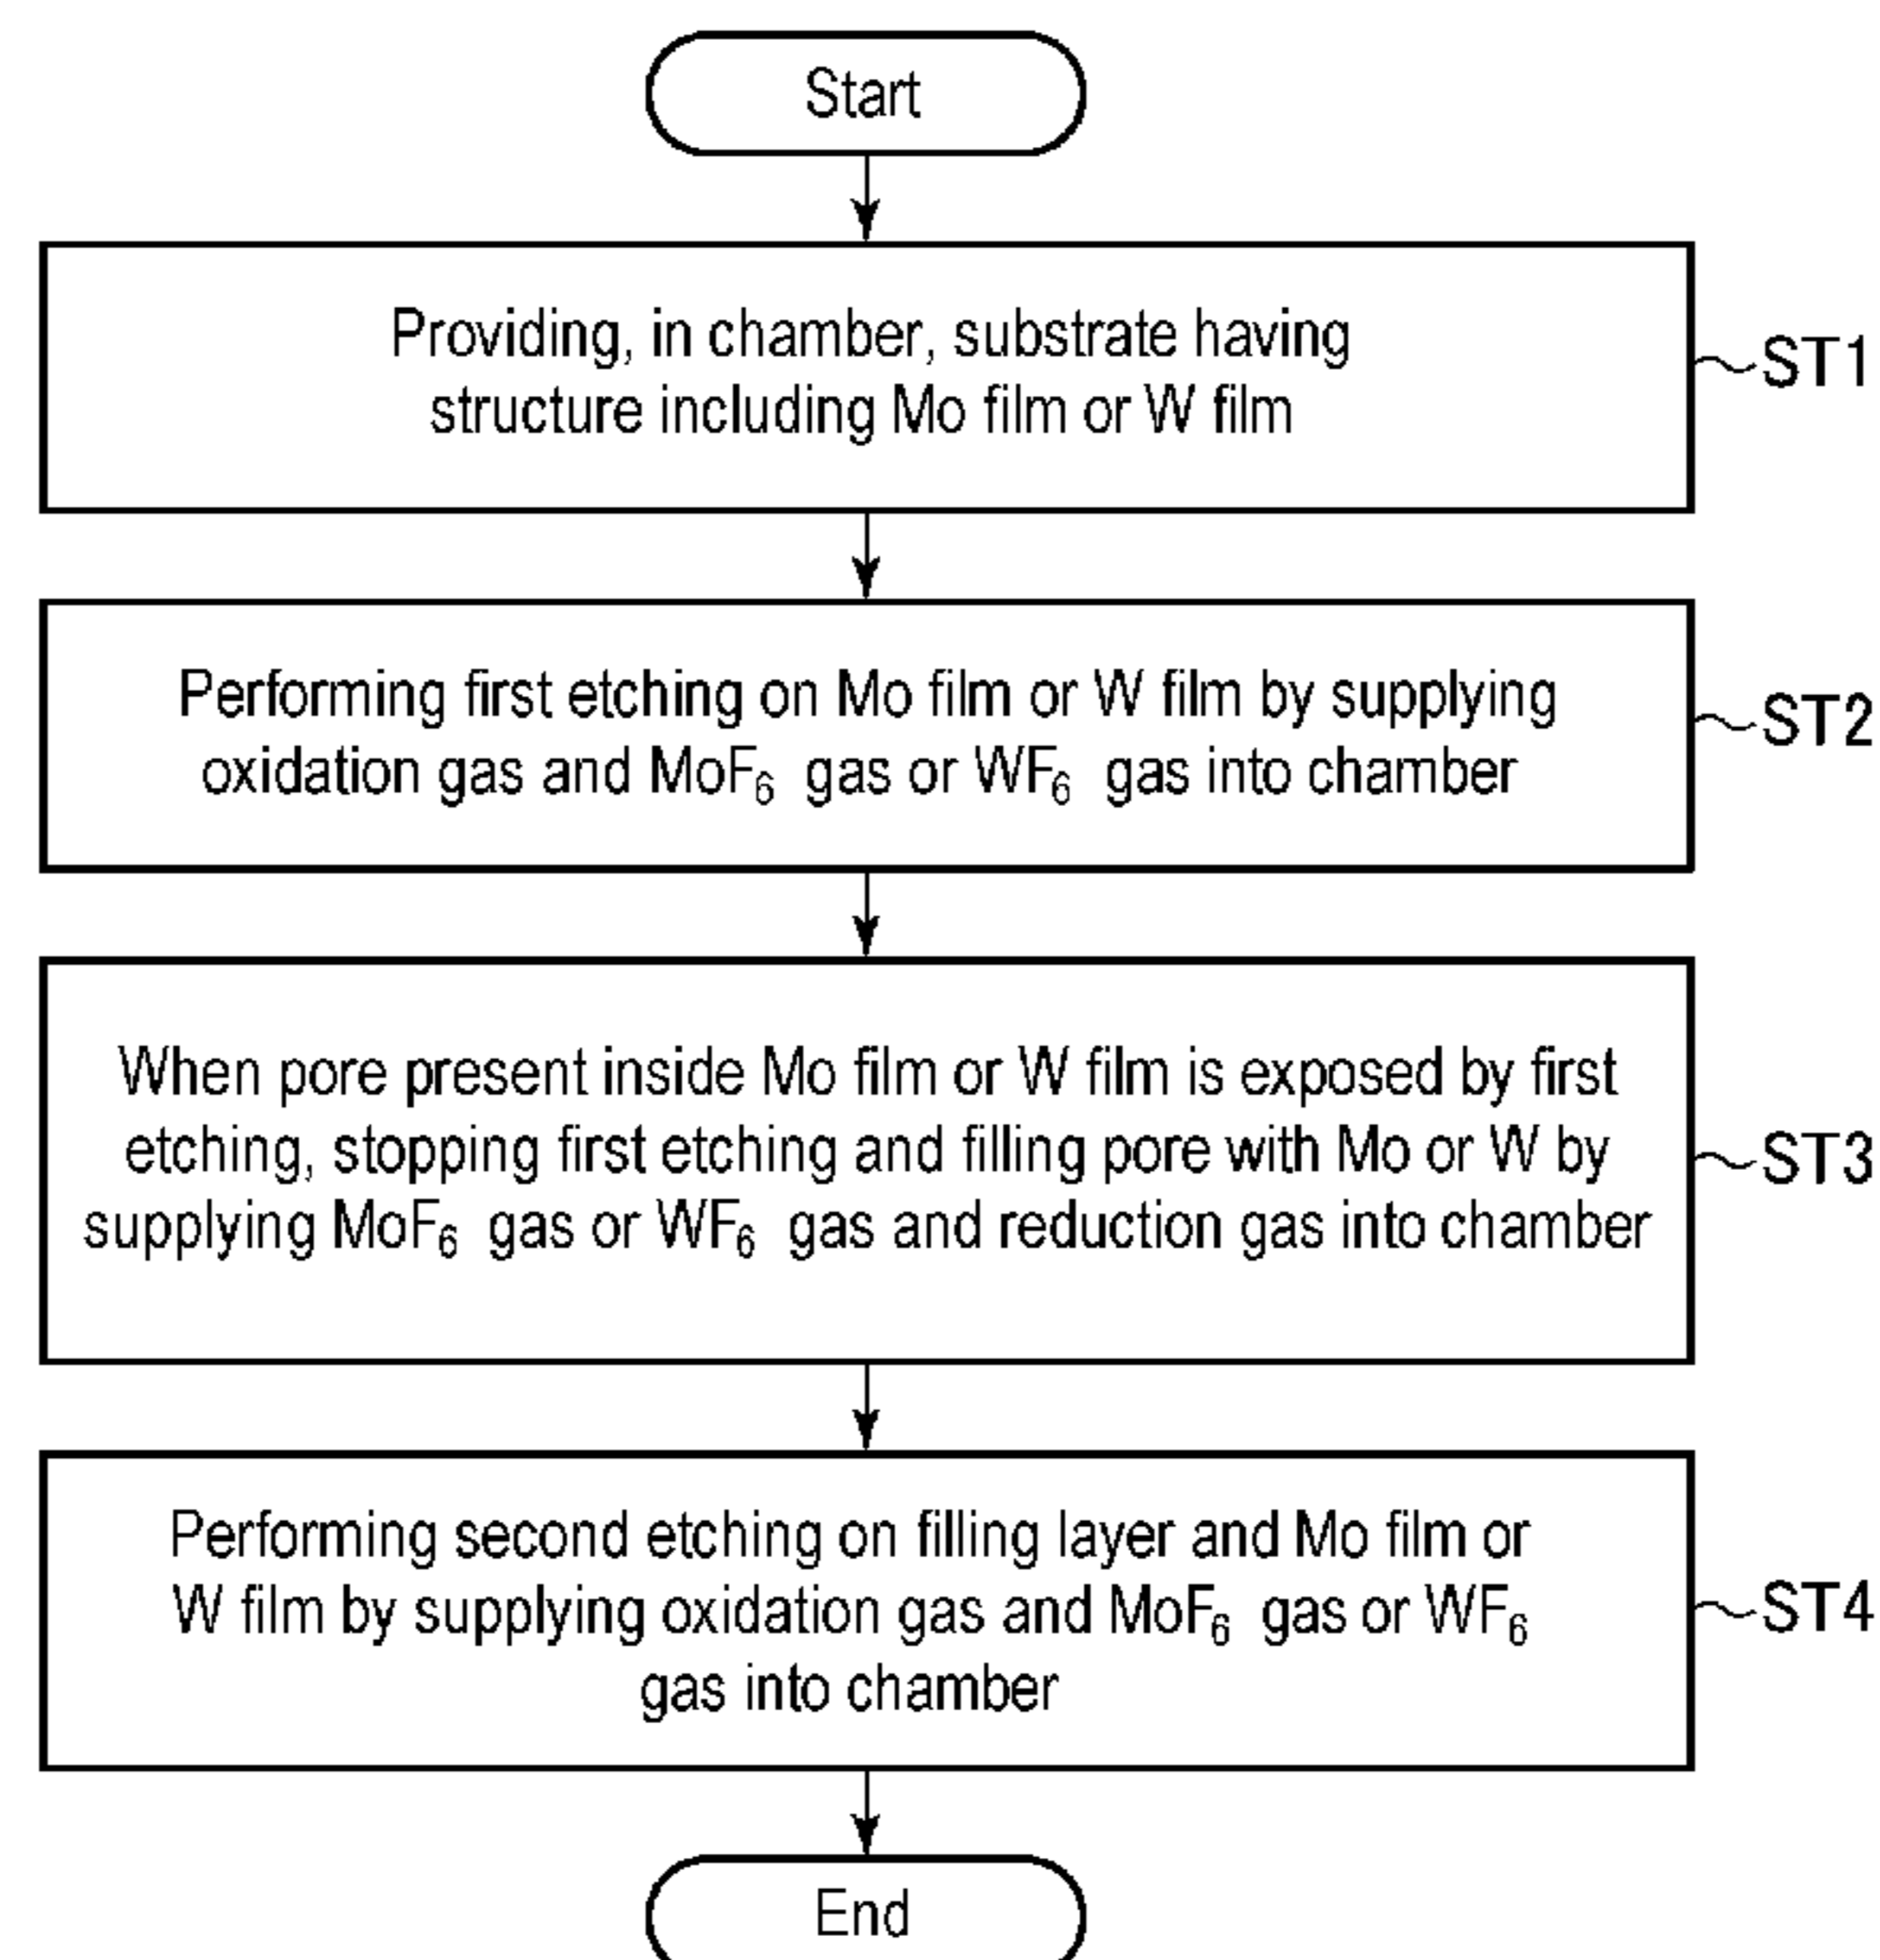 Start
Providing, in chamber, substrate having
structure including Mo film or W film
ST1
Performing first etching on Mo film or W film by supplying
oxidation gas and MoF₆ gas or WF₆ gas into chamber
ST2
When pore present inside Mo film or W film is exposed by first
etching, stopping first etching and filling pore with Mo or W by
supplying MoF₆ gas or WF₆ gas and reduction gas into chamber
ST3
Performing second etching on filling layer and Mo film or
W film by supplying oxidation gas and MoF₆ gas or WF₆
gas into chamber
ST4
End